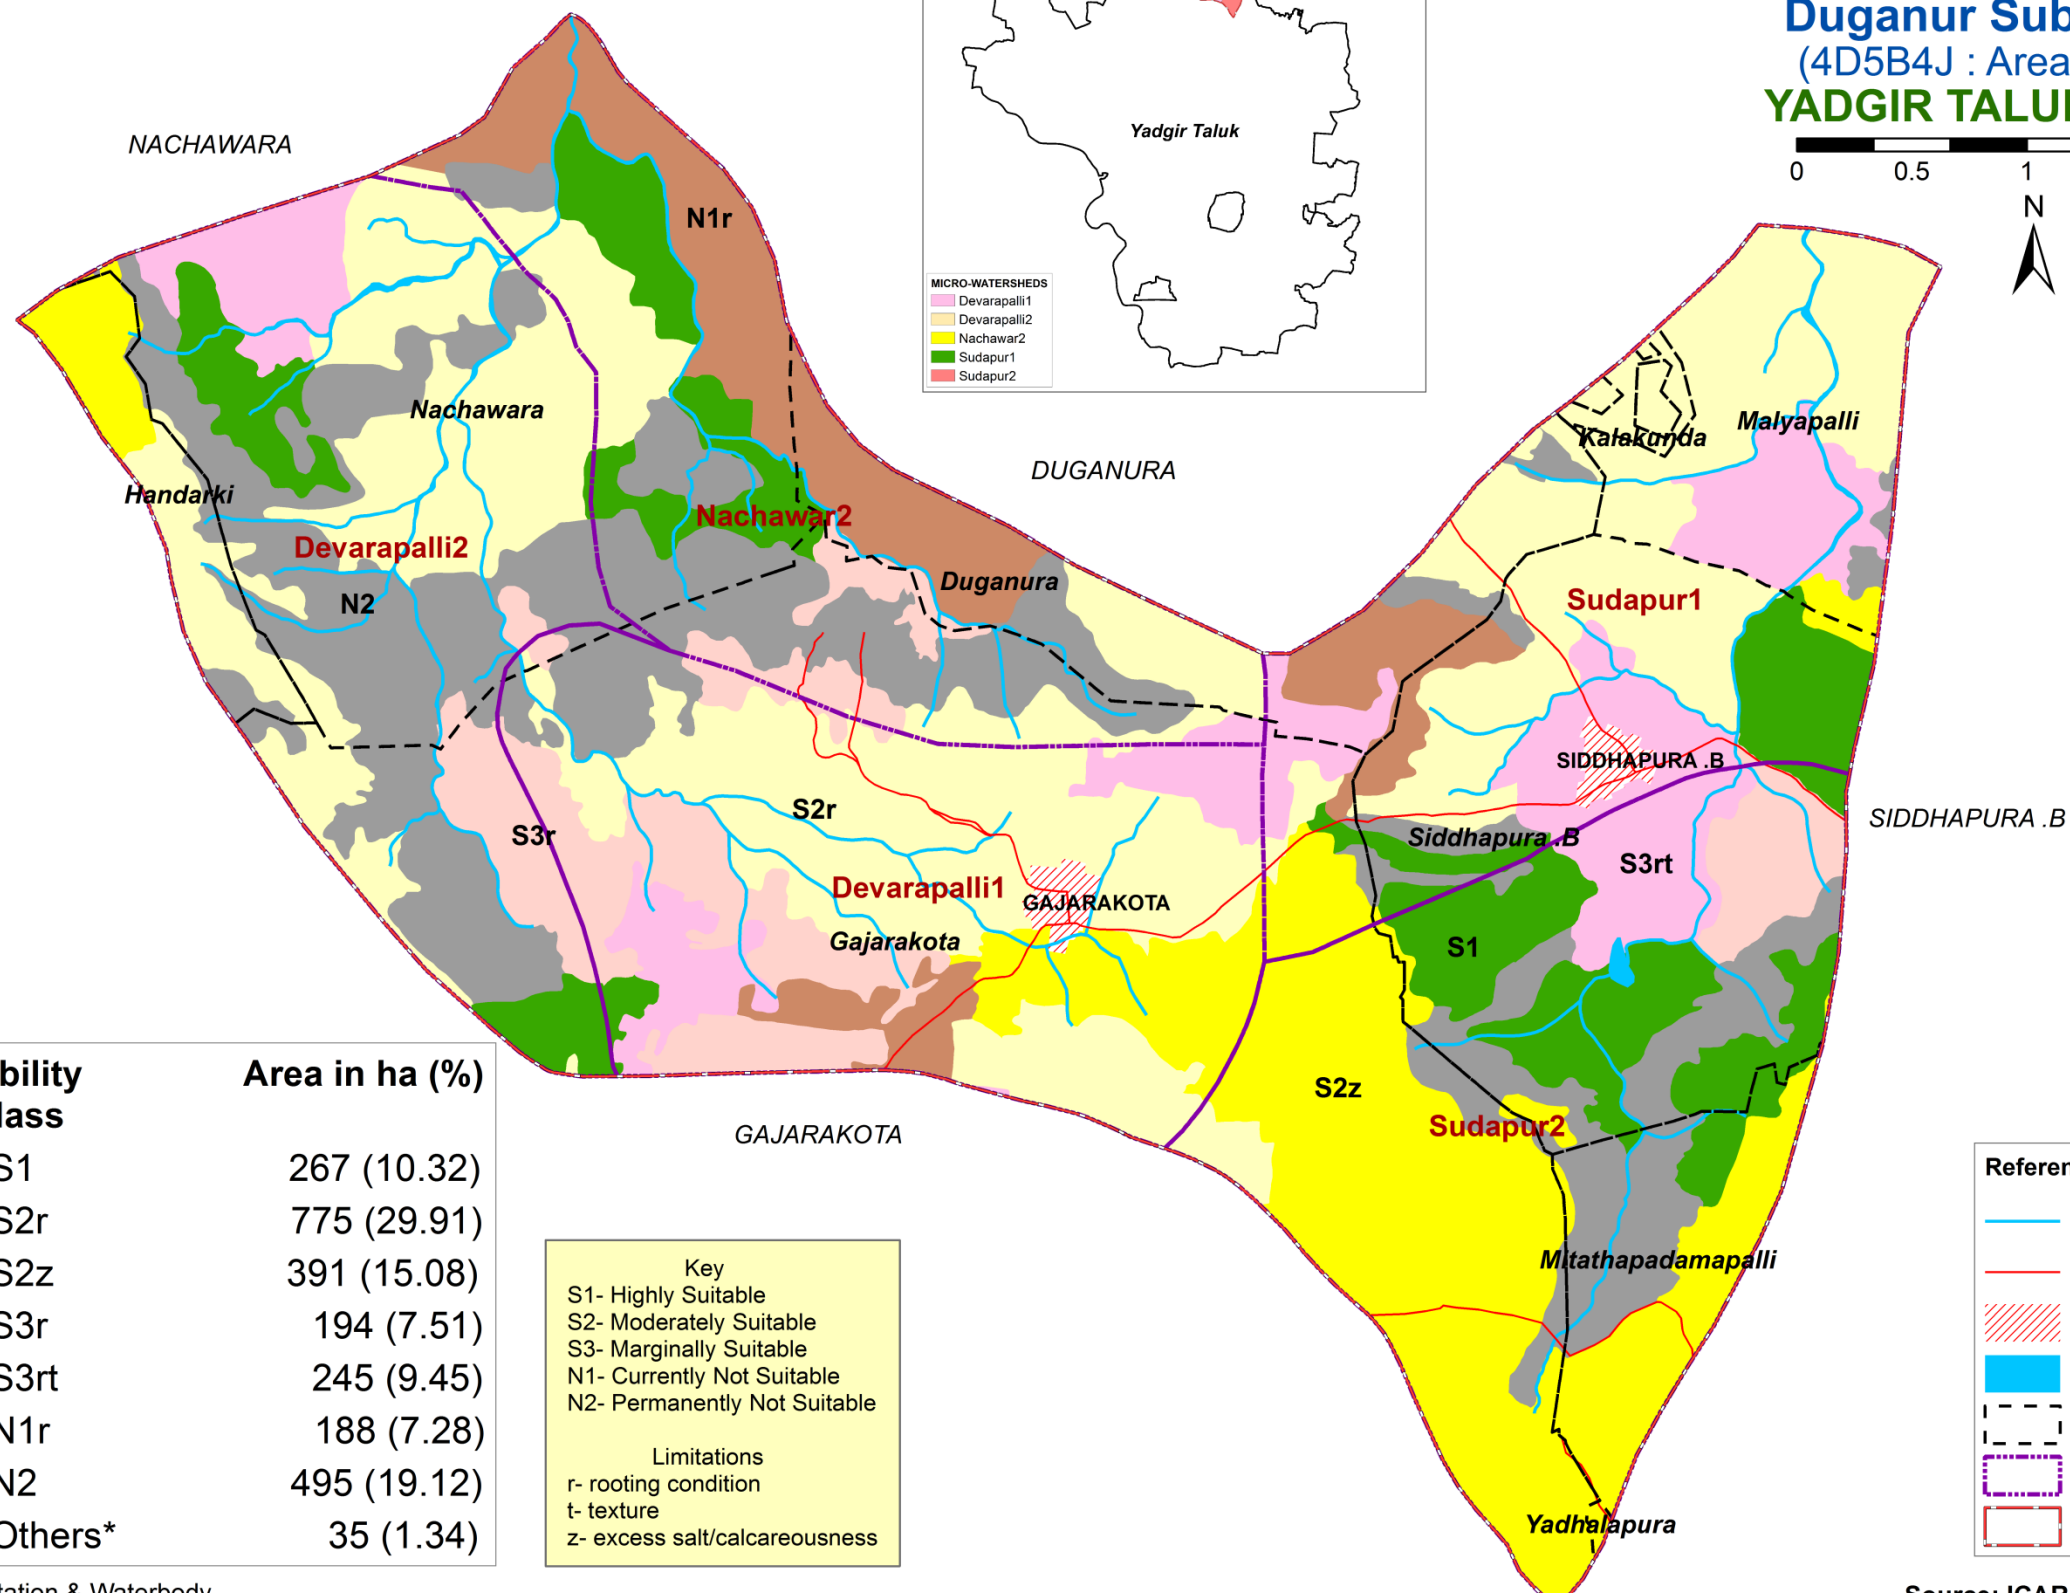 Duganur Sub
(4D5B4J : Area
YADGIR TALUK
0 0.5 1
N
Yadgir Taluk
MICRO-WATERSHEDS
Devarapalli1
Devarapalli2
Nachawar2
Sudapur1
Sudapur2
NACHAWARA
N1r
Nachawara
Handarki
Devarapalli2
N2
Nachawar2
DUGANURA
Duganura
Kalakunda
Malyapalli
Sudapur1
SIDDHAPURA .B
SIDDHAPURA .B
Siddhapura .B
S3rt
S2r
S3r
Devarapalli1
GAJARAKOTA
Gajarakota
S1
S2z
Sudapur2
GAJARAKOTA
Mitathapadamapalli
Yadhalapura
bility Area in ha (%)
lass
S1 267 (10.32)
S2r 775 (29.91)
S2z 391 (15.08)
S3r 194 (7.51)
S3rt 245 (9.45)
N1r 188 (7.28)
N2 495 (19.12)
Others* 35 (1.34)
tation & Waterbody
Key
S1- Highly Suitable
S2- Moderately Suitable
S3- Marginally Suitable
N1- Currently Not Suitable
N2- Permanently Not Suitable
Limitations
r- rooting condition
t- texture
z- excess salt/calcareousness
Referen
Source: ICAR